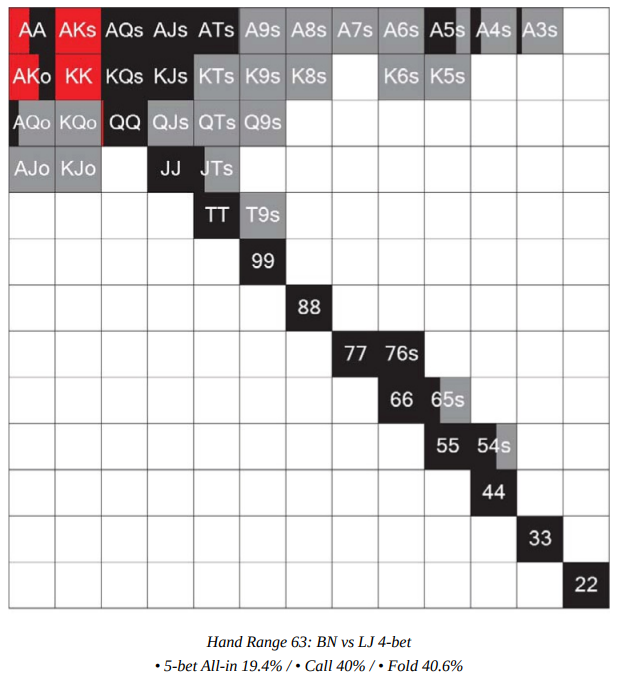 AA AKs AQs AJs ATs A9s A8s A7s A6s A5s A4s A3s
AKo KK KQs KJs KTs K9s K8s K6s K5s
AQo KQo QQ QJs QTs Q9s
AJo KJo JJ JTs
TT T9s
99
88
77 76s
66 65s
55 54s
44
33
22
Hand Range 63: BN vs LJ 4-bet
• 5-bet All-in 19.4% / • Call 40% / • Fold 40.6%